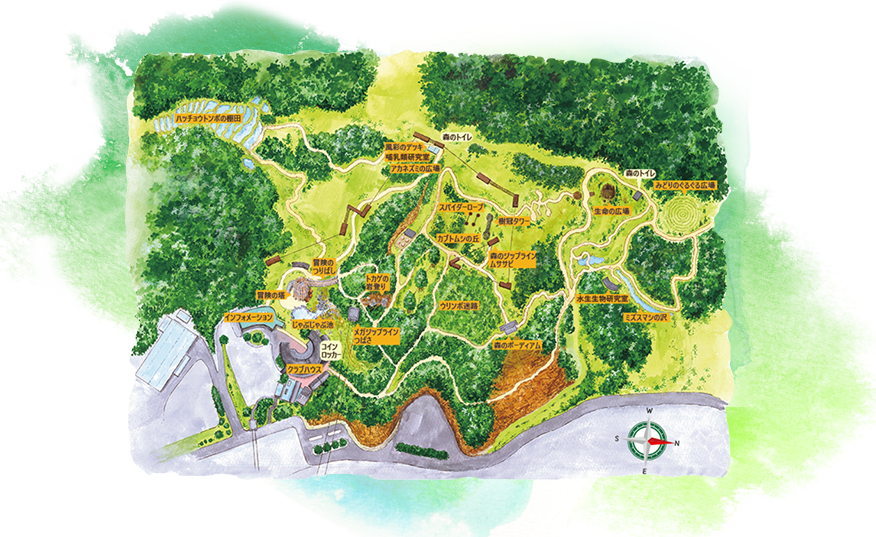 ハッチョウトンボの棚田
森のトイレ
風彩のデッキ
哺乳類研究室
アカネズミの広場
森のトイレ
みどりのぐるぐる広場
スパイダーロープ
樹冠タワー
生命の広場
カブトムシの丘
森のジップライン
ムササビ
冒険の
つりばし
トカゲの
岩登り
冒険の塔
ウリンボ迷路
水生生物研究室
ミズスマシの沢
インフォメーション
じゃぶじゃぶ池
メガジップライン
つばさ
森のポーディアム
コイン
ロッカー
クラブハウス
W
S
N
E